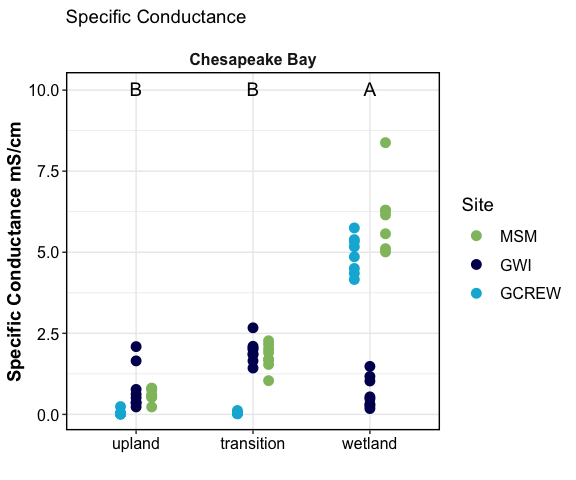 Specific Conductance
Chesapeake Bay
Specific Conductance mS/cm
10.0
7.5
5.0
2.5
0.0
B B A
upland transition wetland
Site
MSM
GWI
GCREW